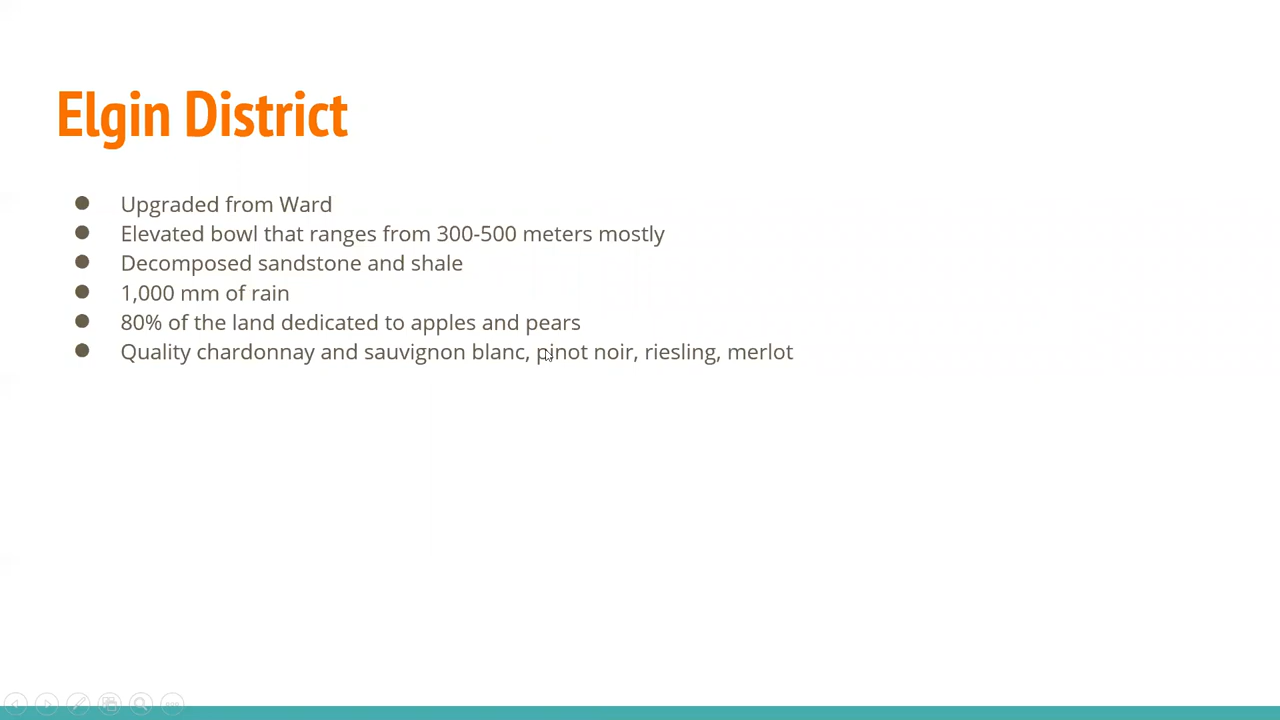 Elgin District
● Upgraded from Ward
● Elevated bowl that ranges from 300-500 meters mostly
● Decomposed sandstone and shale
● 1,000 mm of rain
● 80% of the land dedicated to apples and pears
● Quality chardonnay and sauvignon blanc, pinot noir, riesling, merlot